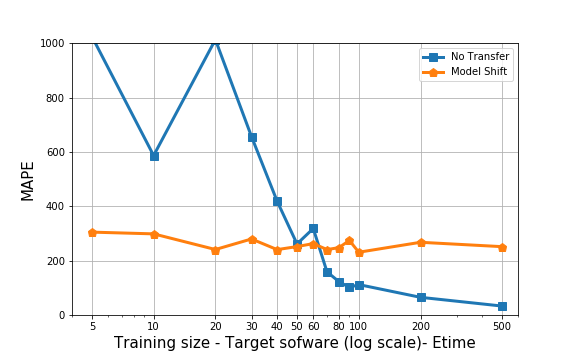 1000
800
600
400
200
0
MAPE
No Transfer
Model Shift
5 10 20 30 40 50 60 80 100 200 500
Training size - Target sofware (log scale)- Etime